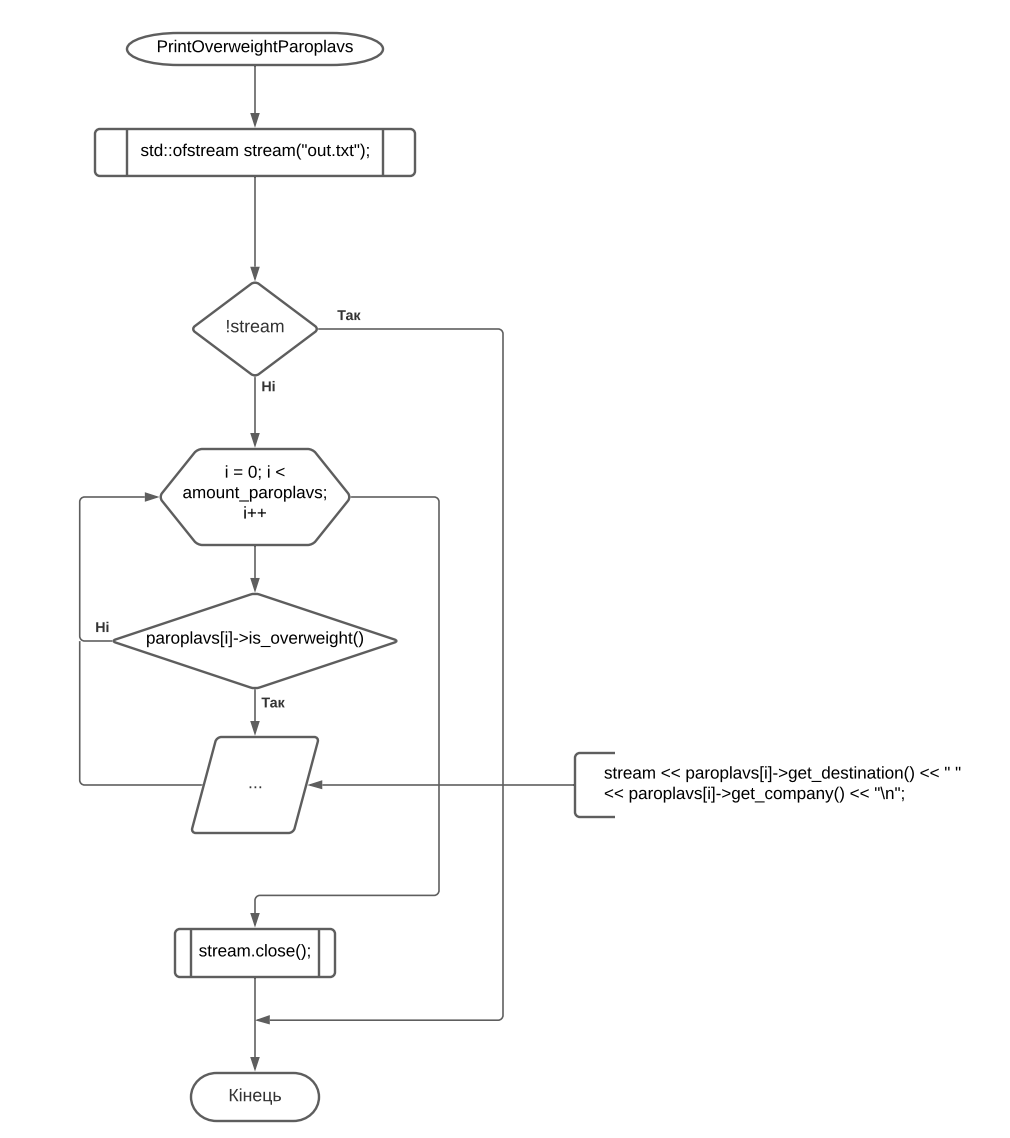 PrintOverweightParoplavs
std::ofstream stream("out.txt");
!stream
Так
Ні
i = 0; i <
amount_paroplavs;
i++
Ні
paroplavs[i]->is_overweight()
Так
...
stream << paroplavs[i]->get_destination() << " "
<< paroplavs[i]->get_company() << "\n";
stream.close();
Кінець